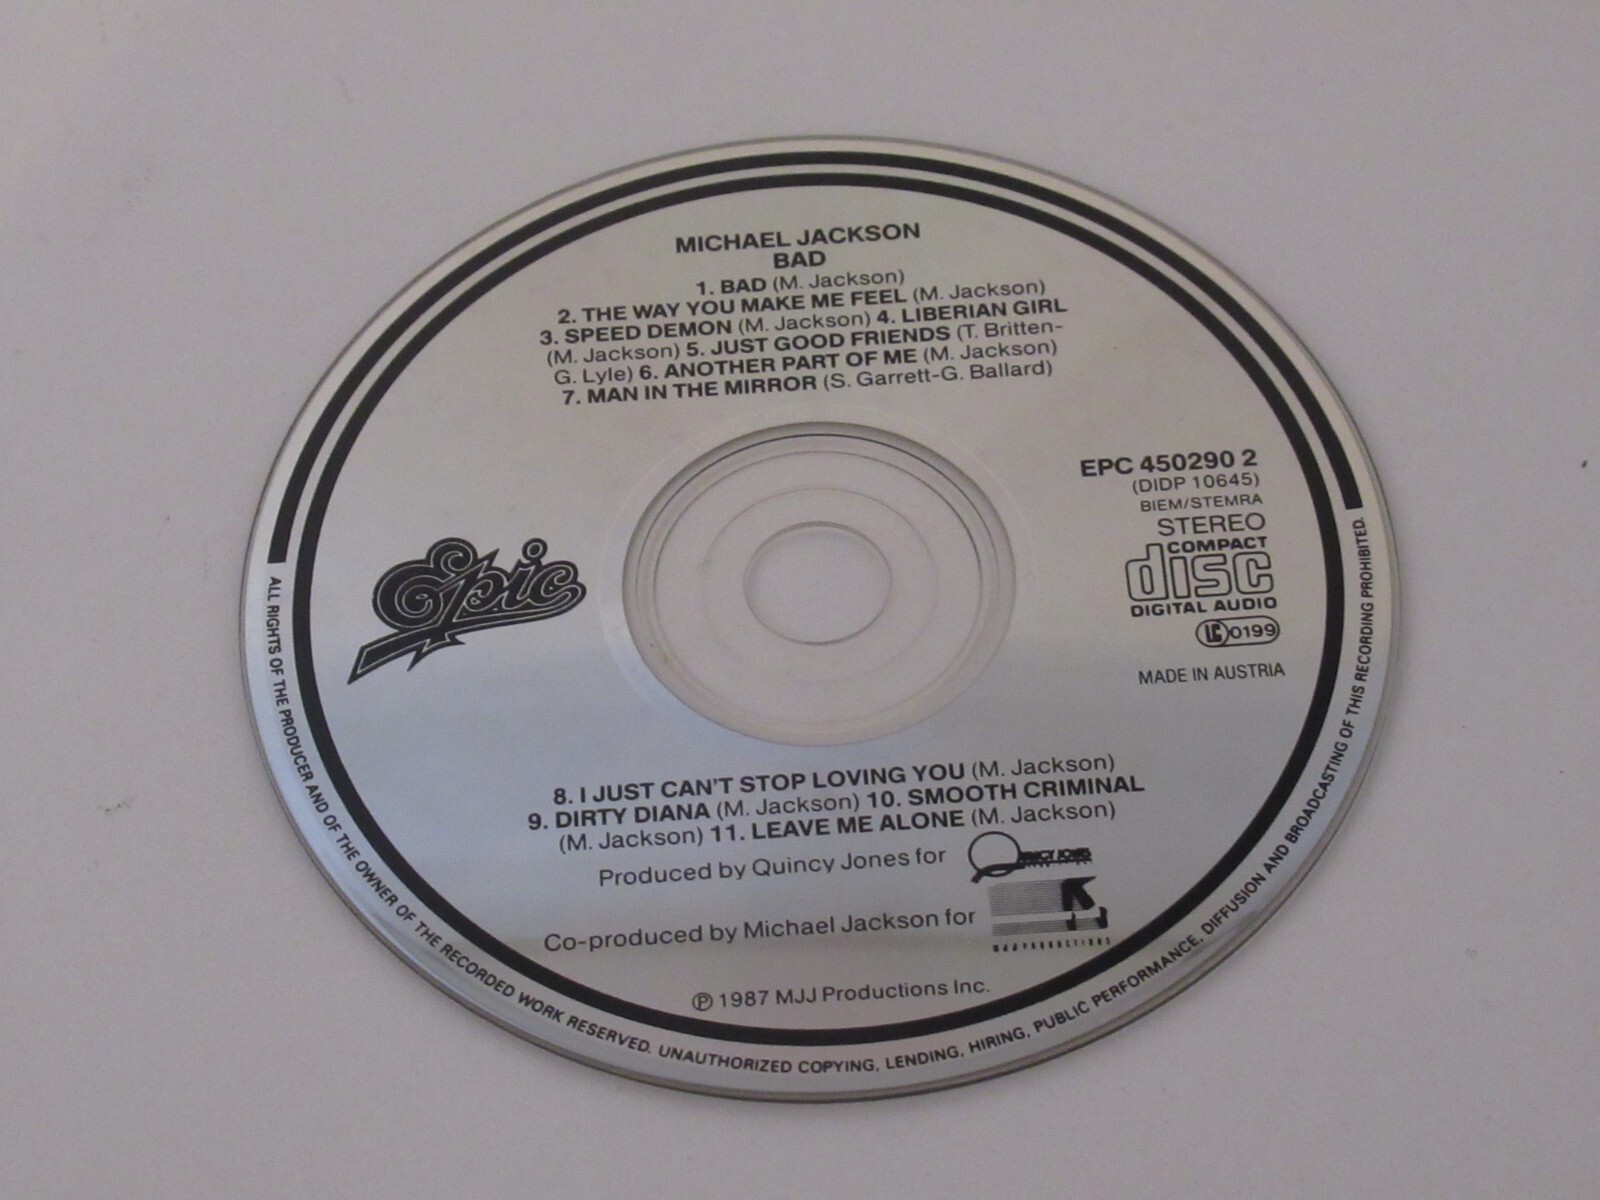 MICHAEL JACKSON
BAD
1. BAD (M. Jackson)
2. THE WAY YOU MAKE ME FEEL (M. Jackson)
3. SPEED DEMON (M. Jackson) 4. LIBERIAN GIRL
(M. Jackson) 5. JUST GOOD FRIENDS (T. Britten-
G. Lyle) 6. ANOTHER PART OF ME (M. Jackson)
7. MAN IN THE MIRROR (S. Garrett-G. Ballard)
Epic
EPC 450290 2
(DIDP 10645)
BIEM/STEMRA
STEREO
COMPACT
disc
DIGITAL AUDIO
LC 0199
MADE IN AUSTRIA
8. I JUST CAN'T STOP LOVING YOU (M. Jackson)
9. DIRTY DIANA (M. Jackson) 10. SMOOTH CRIMINAL
(M. Jackson) 11. LEAVE ME ALONE (M. Jackson)
Produced by Quincy Jones for QUINCY JONES
Co-produced by Michael Jackson for
MJJ PRODUCTIONS
℗ 1987 MJJ Productions Inc.
ALL RIGHTS OF THE PRODUCER AND OF THE OWNER OF THE RECORDED WORK RESERVED. UNAUTHORIZED COPYING, LENDING, HIRING, PUBLIC PERFORMANCE, DIFFUSION AND BROADCASTING OF THIS RECORDING PROHIBITED.